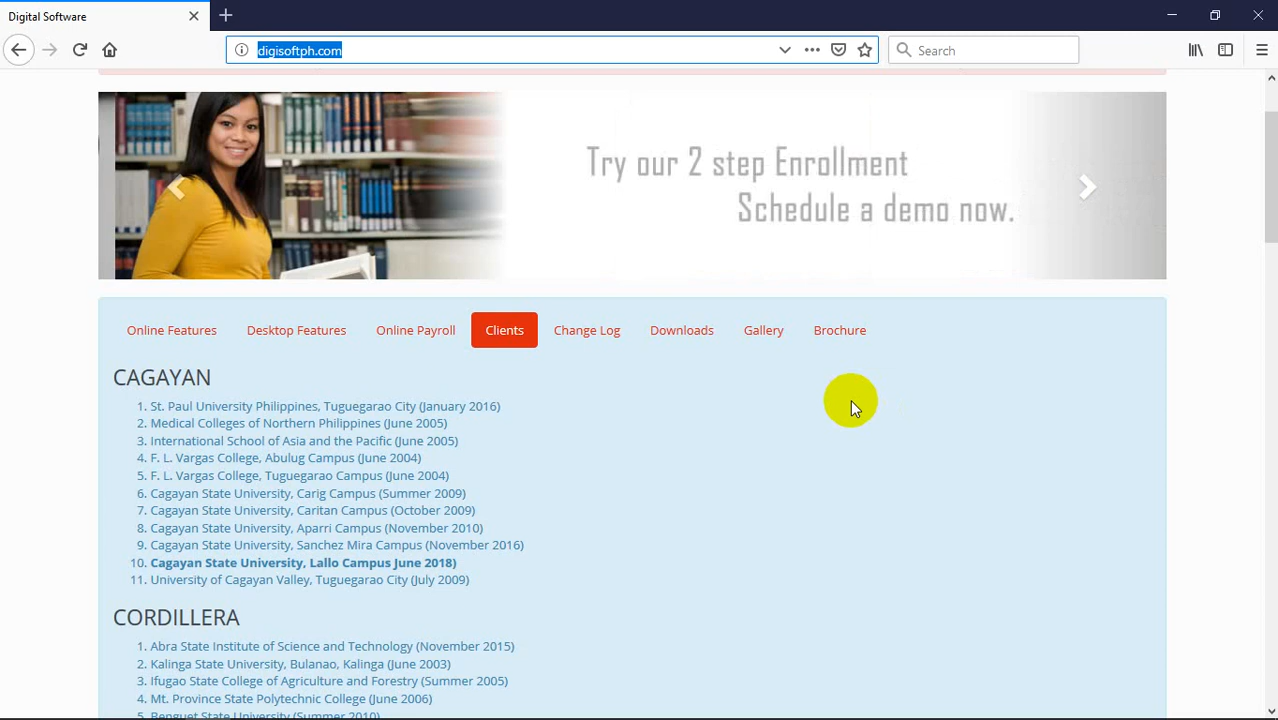 Digital Software
digisoftph.com
Search
Try our 2 step Enrollment
Schedule a demo now.
Online Features
Desktop Features
Online Payroll
Clients
Change Log
Downloads
Gallery
Brochure
CAGAYAN
1. St. Paul University Philippines, Tuguegarao City (January 2016)
2. Medical Colleges of Northern Philippines (June 2005)
3. International School of Asia and the Pacific (June 2005)
4. F. L. Vargas College, Abulug Campus (June 2004)
5. F. L. Vargas College, Tuguegarao Campus (June 2004)
6. Cagayan State University, Carig Campus (Summer 2009)
7. Cagayan State University, Caritan Campus (October 2009)
8. Cagayan State University, Aparri Campus (November 2010)
9. Cagayan State University, Sanchez Mira Campus (November 2016)
10. Cagayan State University, Lallo Campus June 2018)
11. University of Cagayan Valley, Tuguegarao City (July 2009)
CORDILLERA
1. Abra State Institute of Science and Technology (November 2015)
2. Kalinga State University, Bulanao, Kalinga (June 2003)
3. Ifugao State College of Agriculture and Forestry (Summer 2005)
4. Mt. Province State Polytechnic College (June 2006)
5. Benguet State University (Summer 2010)